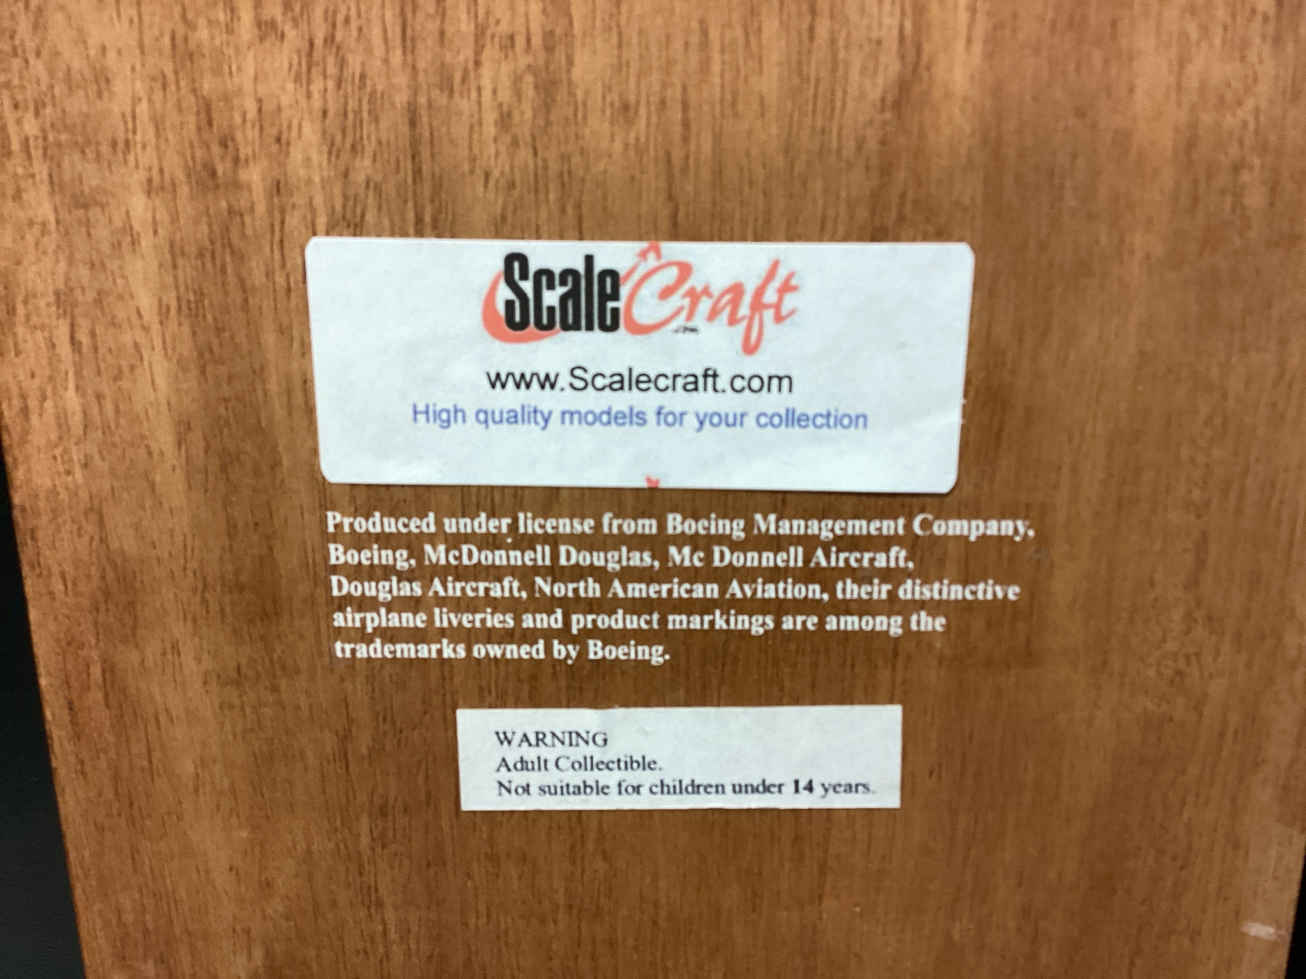 ScaleCraft
www.Scalecraft.com
High quality models for your collection
Produced under license from Boeing Management Company,
Boeing, McDonnell Douglas, Mc Donnell Aircraft,
Douglas Aircraft, North American Aviation, their distinctive
airplane liveries and product markings are among the
trademarks owned by Boeing.
WARNING
Adult Collectible.
Not suitable for children under 14 years.